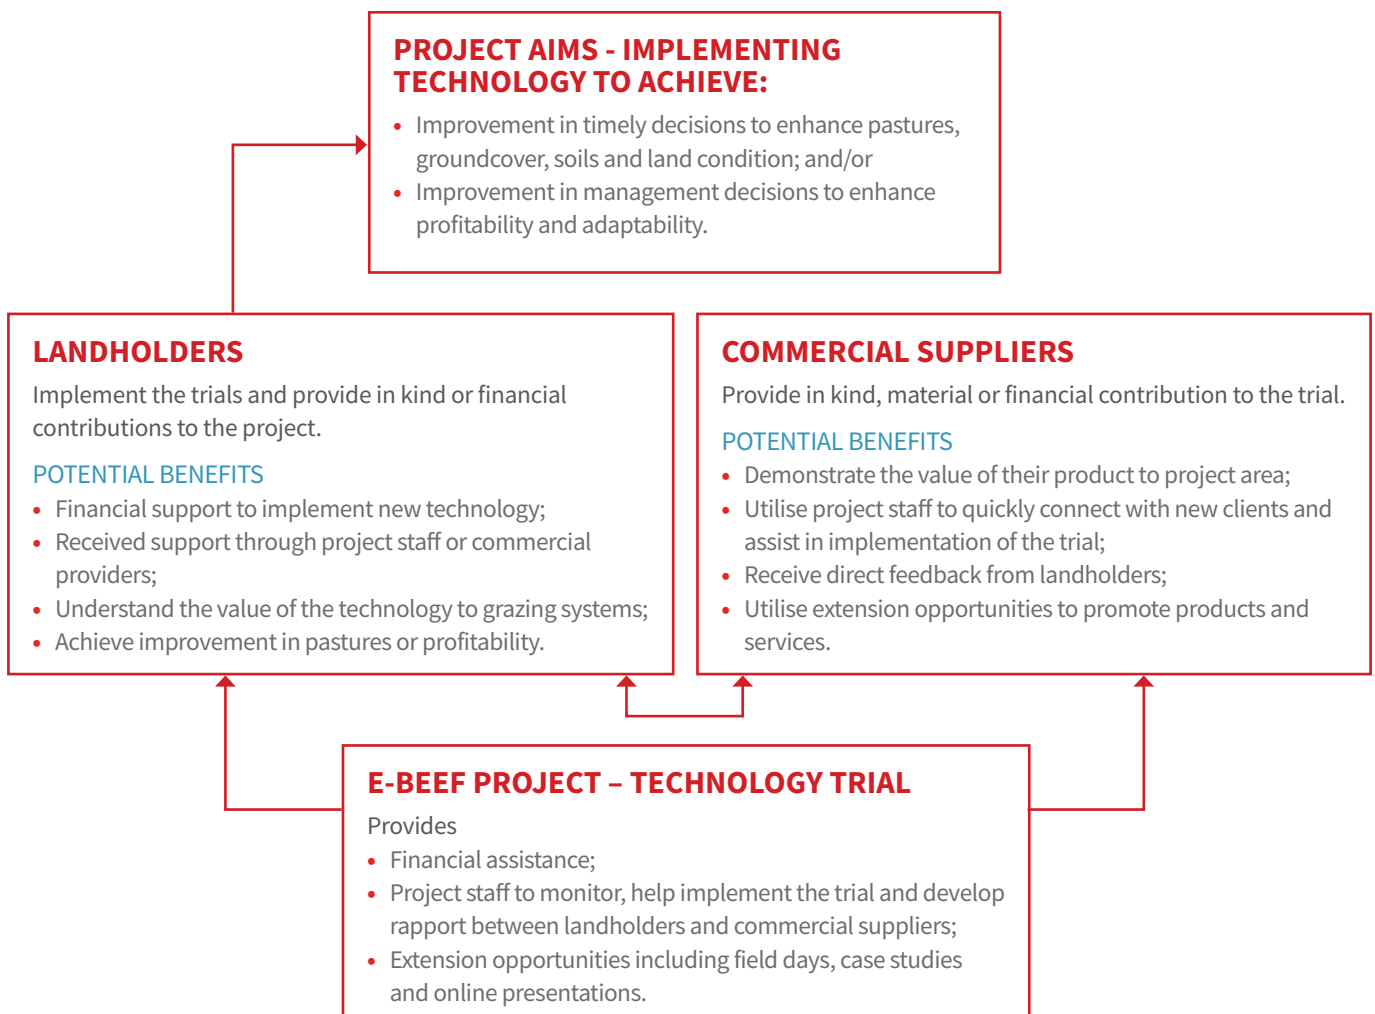 PROJECT AIMS - IMPLEMENTING
TECHNOLOGY TO ACHIEVE:
• Improvement in timely decisions to enhance pastures,
groundcover, soils and land condition; and/or
• Improvement in management decisions to enhance
profitability and adaptability.
LANDHOLDERS
Implement the trials and provide in kind or financial
contributions to the project.
POTENTIAL BENEFITS
• Financial support to implement new technology;
• Received support through project staff or commercial
providers;
• Understand the value of the technology to grazing systems;
• Achieve improvement in pastures or profitability.
COMMERCIAL SUPPLIERS
Provide in kind, material or financial contribution to the trial.
POTENTIAL BENEFITS
• Demonstrate the value of their product to project area;
• Utilise project staff to quickly connect with new clients and
assist in implementation of the trial;
• Receive direct feedback from landholders;
• Utilise extension opportunities to promote products and
services.
E-BEEF PROJECT – TECHNOLOGY TRIAL
Provides
• Financial assistance;
• Project staff to monitor, help implement the trial and develop
rapport between landholders and commercial suppliers;
• Extension opportunities including field days, case studies
and online presentations.